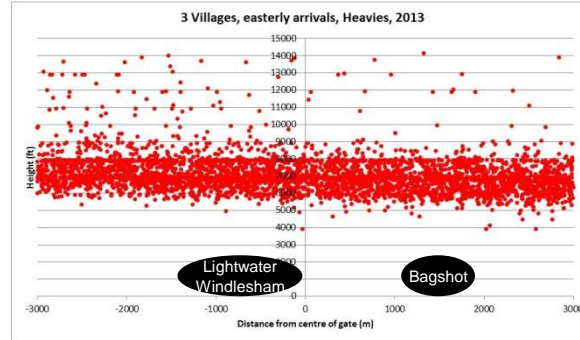 3 Villages, easterly arrivals, Heavies, 2013
15000
14000
13000
12000
11000
10000
9000
8000
7000
6000
5000
4000
3000
2000
1000
0
Height (ft)
Lightwater
Windlesham
Bagshot
-3000 -2000 -1000 0 1000 2000 3000
Distance from centre of gate (m)